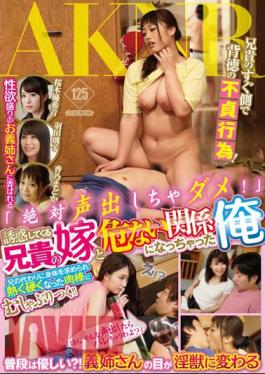 AKNR
125
兄貴のすぐ側で
背徳の
不貞行為!
性欲盛りの
お義姉さんに
弄ばれる
「絶対声出しちゃダメ!」
誘惑してくる
兄貴の嫁と
危ない関係
になっちゃった
俺
え!?
兄の代わりに身体を求められ、
熱く硬くなった肉棒に
むしゃぶりつく!
普段は優しい?!義姉さんの目が
淫獣に変わる